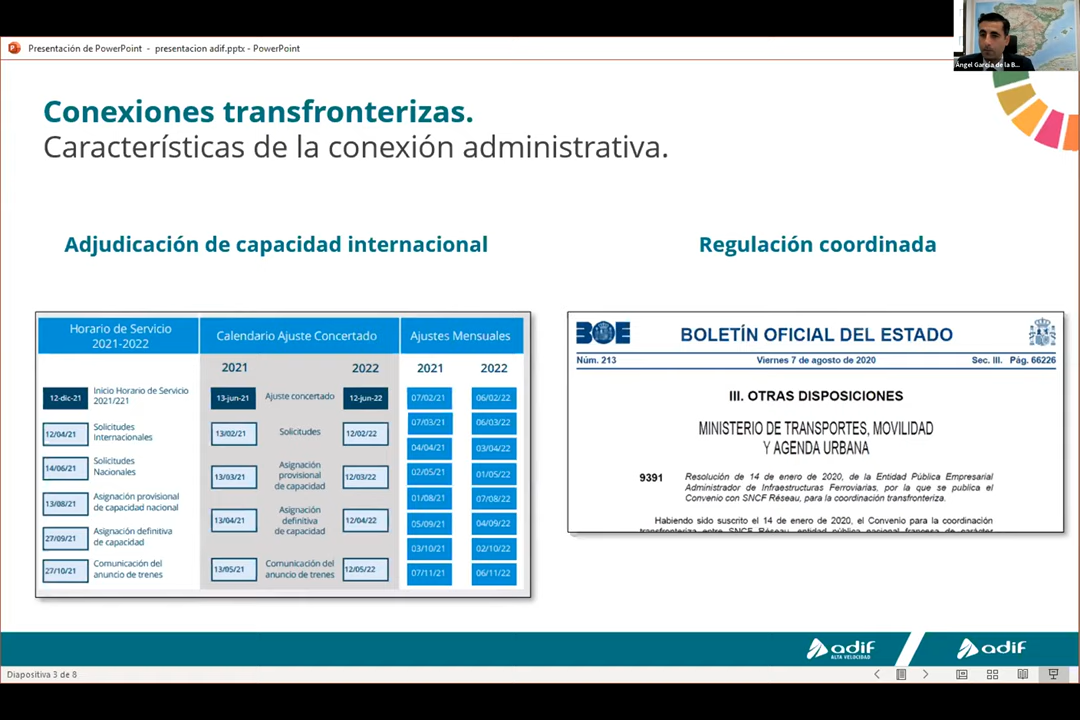 Presentación de PowerPoint - presentacion adif.pptx - PowerPoint
Ángel García de la B...
Conexiones transfronterizas.
Características de la conexión administrativa.
Adjudicación de capacidad internacional
Regulación coordinada
Horario de Servicio
2021-2022
12-dic-21
Inicio Horario de Servicio
2021/221
12/04/21
Solicitudes
Internacionales
14/06/21
Solicitudes
Nacionales
13/08/21
Asignación provisional
de capacidad nacional
27/09/21
Asignación definitiva
de capacidad
27/10/21
Comunicación del
anuncio de trenes
Calendario Ajuste Concertado
2021
2022
13-jun-21
Ajuste concertado
12-jun-22
13/02/21
Solicitudes
12/02/22
13/03/21
Asignación
provisional
de capacidad
12/03/22
13/04/21
Asignación
definitiva
de capacidad
12/04/22
13/05/21
Comunicación del
anuncio de trenes
12/05/22
Ajustes Mensuales
2021
2022
07/02/21
06/02/22
07/03/21
06/03/22
04/04/21
03/04/22
07/05/21
01/05/22
01/08/21
07/08/22
05/09/21
04/09/22
03/10/21
02/10/22
07/11/21
06/11/22
BOE
BOLETÍN OFICIAL DEL ESTADO
Núm. 213
Viernes 7 de agosto de 2020
Sec. III. Pág. 66226
III. OTRAS DISPOSICIONES
MINISTERIO DE TRANSPORTES, MOVILIDAD
Y AGENDA URBANA
9391
Resolución de 14 de enero de 2020, de la Entidad Pública Empresarial
Administrador de Infraestructuras Ferroviarias, por la que se publica el
Convenio con SNCF Réseau, para la coordinación transfronteriza.
Habiendo sido suscrito el 14 de enero de 2020, el Convenio para la coordinación
transfronteriza entre SNCF Réseau, entidad pública nacional francesa de carácter
adif
ALTA VELOCIDAD
adif
Diapositiva 3 de 8